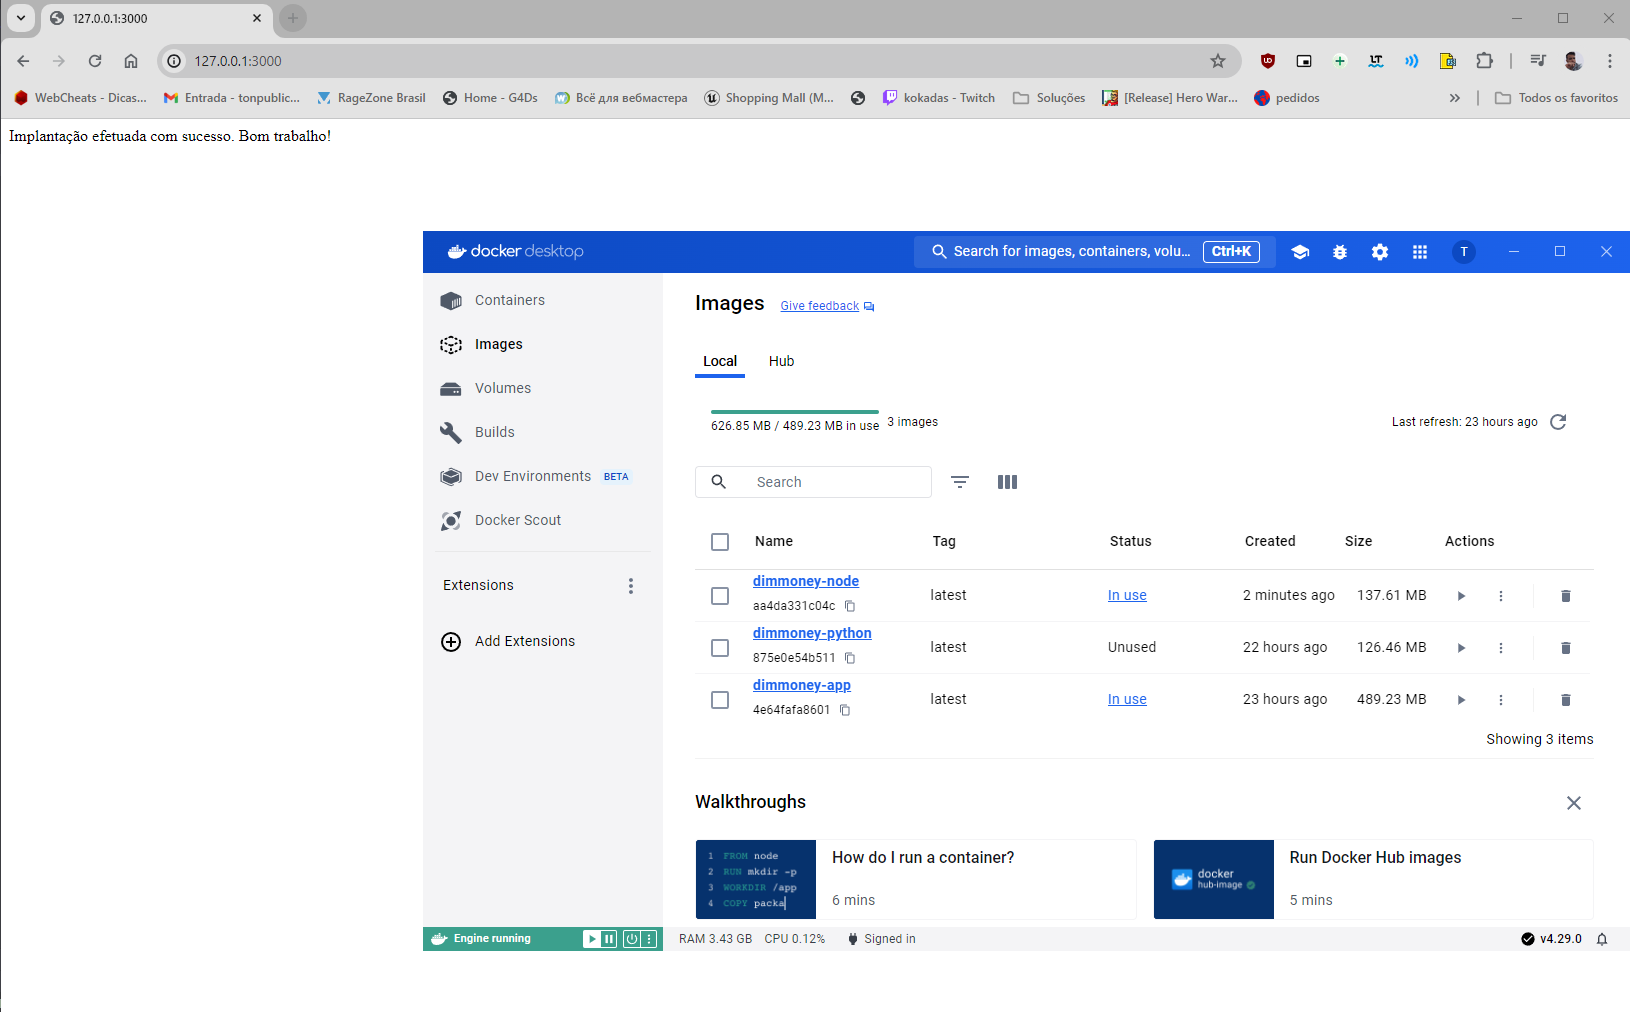 127.0.0.1:3000
127.0.0.1:3000
WebCheats - Dicas... Entrada - tonpublic... RageZone Brasil Home - G4Ds Всё для вебмастера Shopping Mall (M... kokadas - Twitch Soluções [Release] Hero War... pedidos Todos os favoritos
Implantação efetuada com sucesso. Bom trabalho!
docker desktop
Search for images, containers, volu... Ctrl+K
T
Containers
Images
Volumes
Builds
Dev Environments BETA
Docker Scout
Extensions
Add Extensions
Images Give feedback
Local Hub
626.85 MB / 489.23 MB in use 3 images
Last refresh: 23 hours ago
Search
Name Tag Status Created Size Actions
dimmoney-node
aa4da331c04c
latest In use 2 minutes ago 137.61 MB
dimmoney-python
875e0e54b511
latest Unused 22 hours ago 126.46 MB
dimmoney-app
4e64fafa8601
latest In use 23 hours ago 489.23 MB
Showing 3 items
Walkthroughs
1 FROM node
2 RUN mkdir -p
3 WORKDIR /app
4 COPY packa
How do I run a container?
6 mins
docker
hub-image
Run Docker Hub images
5 mins
Engine running
RAM 3.43 GB CPU 0.12% Signed in
v4.29.0